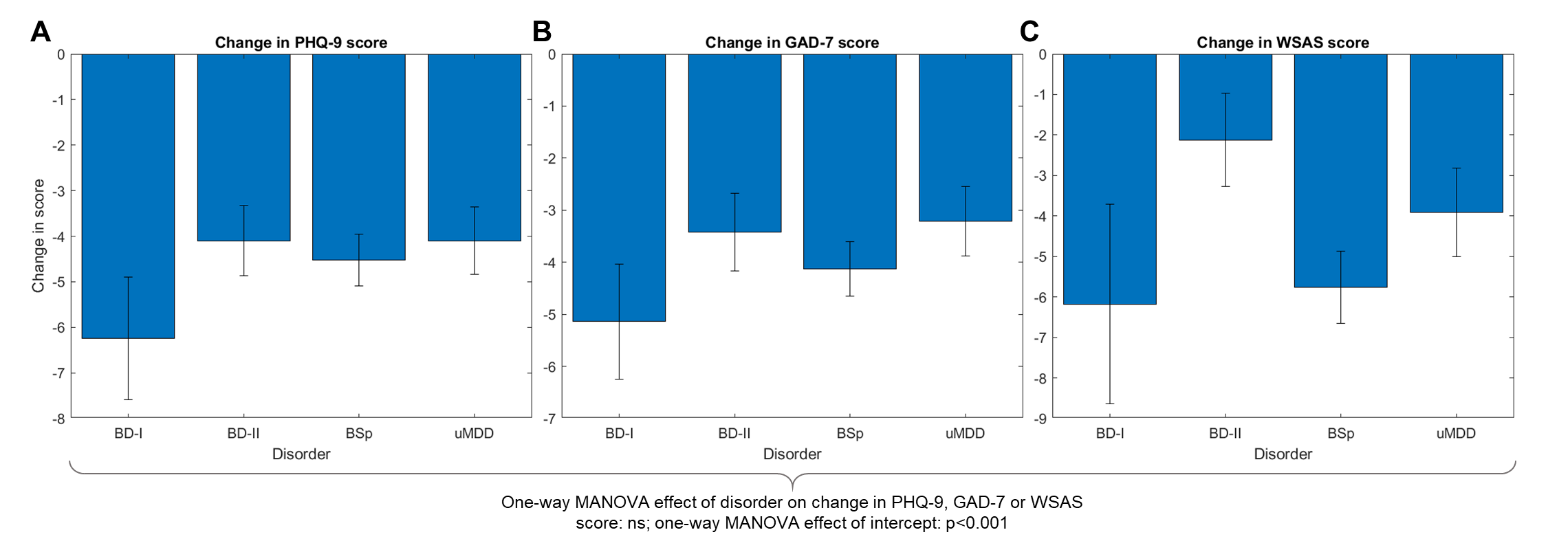 A
Change in PHQ-9 score
0
-1
-2
-3
-4
-5
-6
-7
-8
Change in score
BD-I BD-II BSp uMDD
Disorder
B
Change in GAD-7 score
0
-1
-2
-3
-4
-5
-6
-7
BD-I BD-II BSp uMDD
Disorder
C
Change in WSAS score
0
-1
-2
-3
-4
-5
-6
-7
-8
-9
BD-I BD-II BSp uMDD
Disorder
One-way MANOVA effect of disorder on change in PHQ-9, GAD-7 or WSAS
score: ns; one-way MANOVA effect of intercept: p<0.001